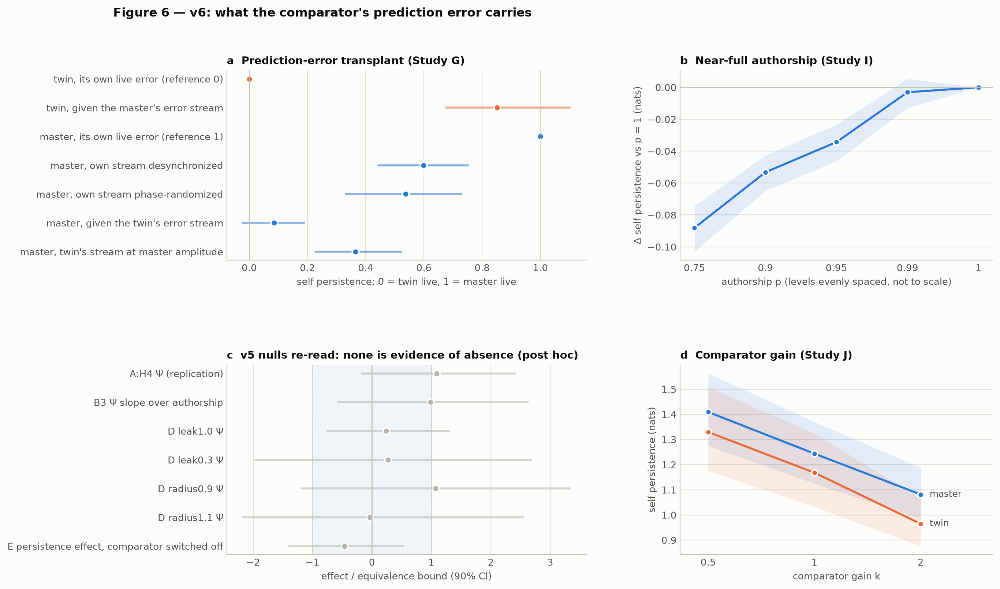 Figure 6 — v6: what the comparator's prediction error carries
a Prediction-error transplant (Study G)
twin, its own live error (reference 0)
twin, given the master's error stream
master, its own live error (reference 1)
master, own stream desynchronized
master, own stream phase-randomized
master, given the twin's error stream
master, twin's stream at master amplitude
0.0 0.2 0.4 0.6 0.8 1.0
self persistence: 0 = twin live, 1 = master live
b Near-full authorship (Study I)
Δ self persistence vs p = 1 (nats)
0.00
−0.02
−0.04
−0.06
−0.08
−0.10
0.75 0.9 0.95 0.99 1
authorship p (levels evenly spaced, not to scale)
c v5 nulls re-read: none is evidence of absence (post hoc)
A:H4 Ψ (replication)
B3 Ψ slope over authorship
D leak1.0 Ψ
D leak0.3 Ψ
D radius0.9 Ψ
D radius1.1 Ψ
E persistence effect, comparator switched off
−2 −1 0 1 2 3
effect / equivalence bound (90% CI)
d Comparator gain (Study J)
self persistence (nats)
1.5
1.4
1.3
1.2
1.1
1.0
0.9
master
twin
0.5 1 2
comparator gain k